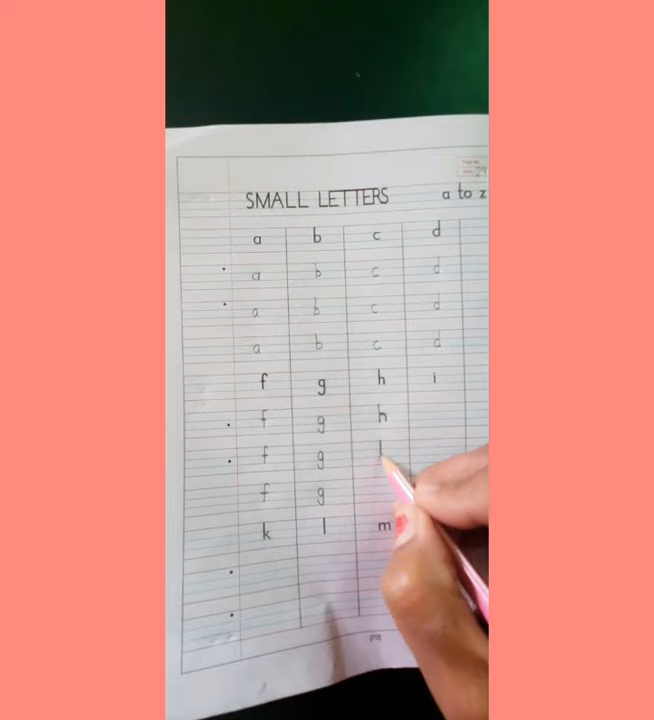 SMALL LETTERS a to z
a b c d
a b c d
a b c d
a b c d
f g h i
f g h
f g l
f g
k l m